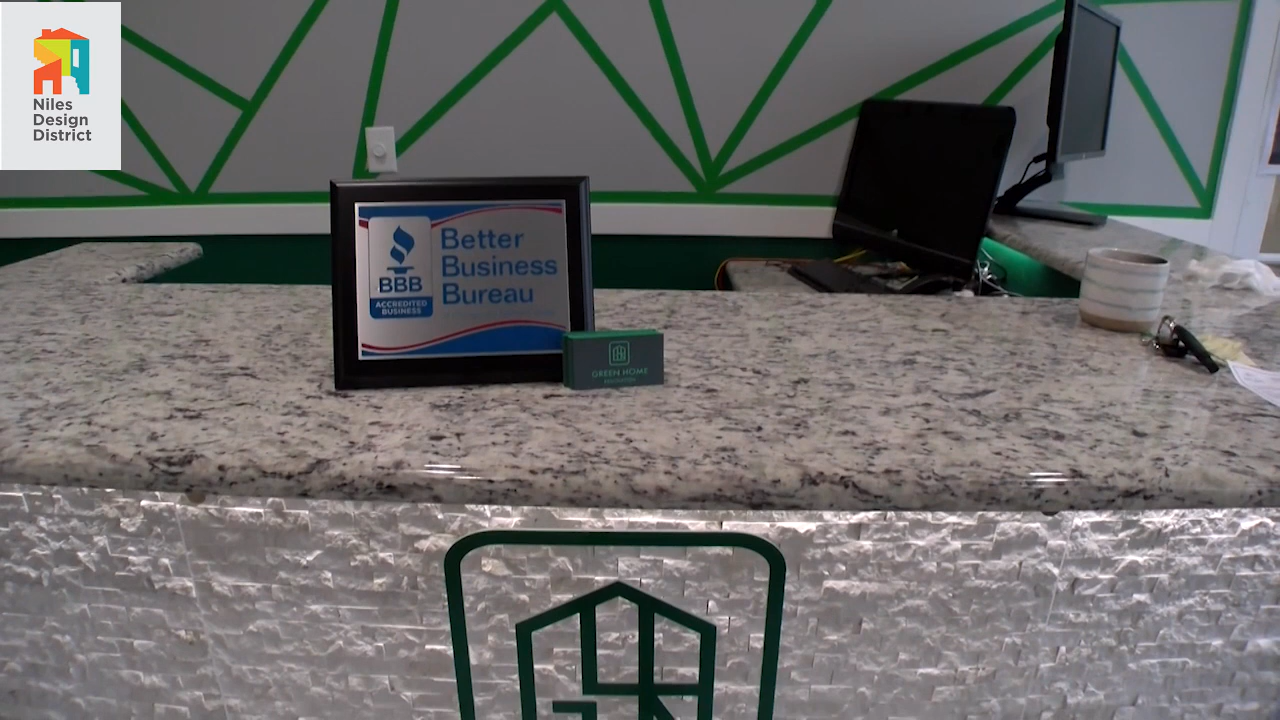 Niles
Design
District
Better
Business
Bureau
BBB
ACCREDITED
BUSINESS
GREEN HOME